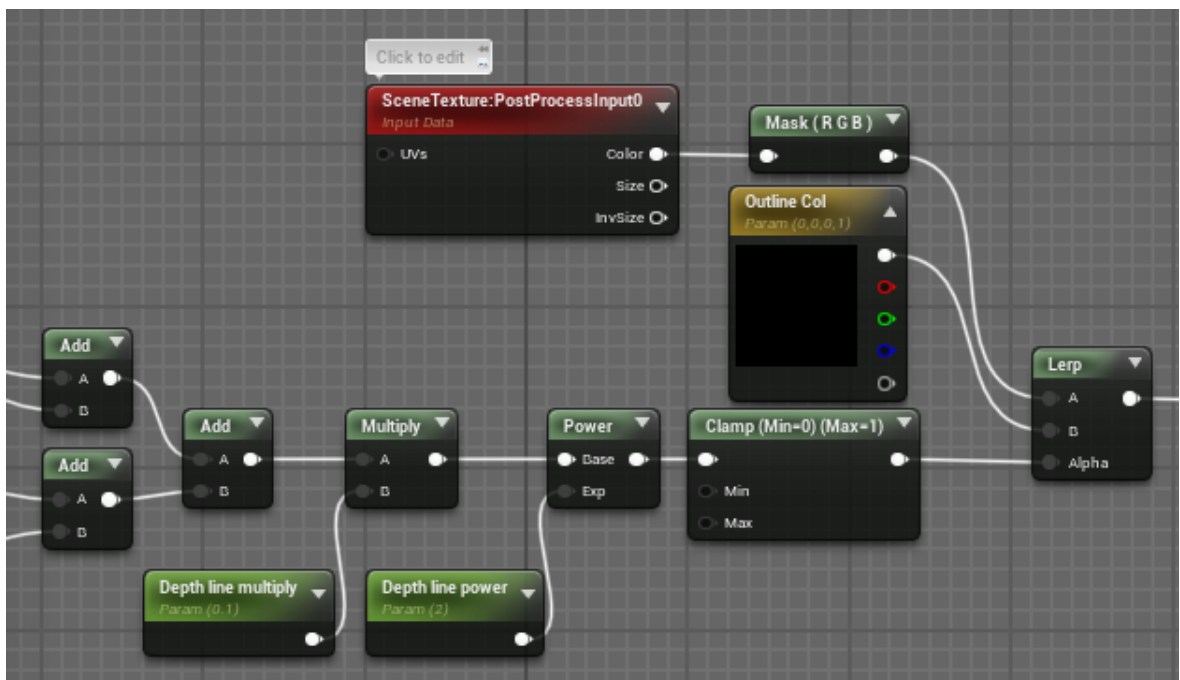 Click to edit
SceneTexture:PostProcessInput0
Input Data
UVs
Color
Size
InvSize
Mask ( R G B )
Outline Col
Param (0,0,0,1)
Add
A
B
Add
A
B
Add
A
B
Multiply
A
B
Power
Base
Exp
Clamp (Min=0) (Max=1)
Min
Max
Lerp
A
B
Alpha
Depth line multiply
Param (0.1)
Depth line power
Param (2)